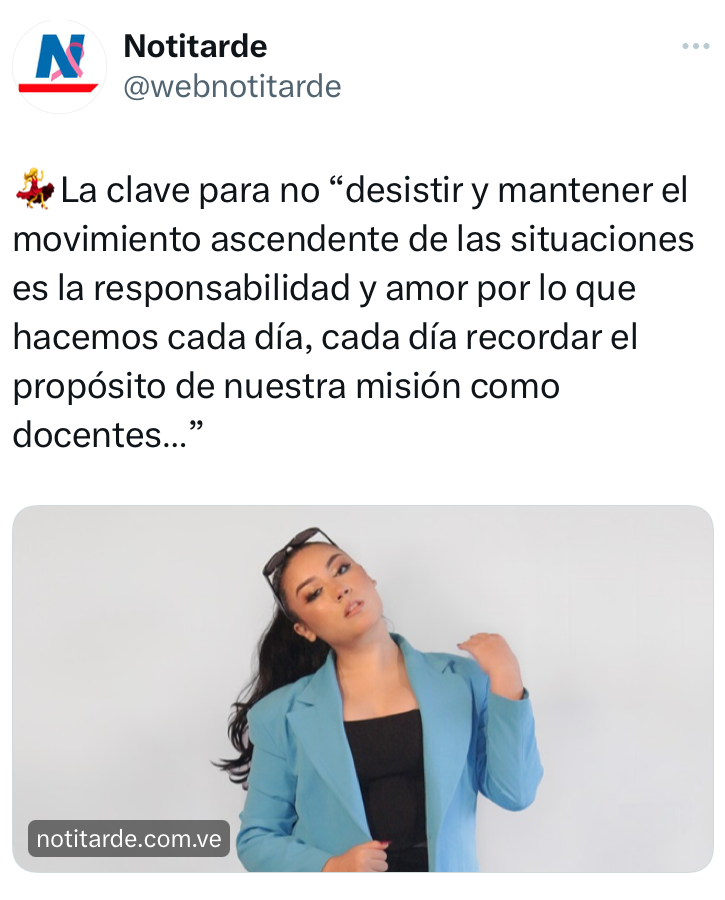 Notitarde
@webnotitarde
💃La clave para no “desistir y mantener el
movimiento ascendente de las situaciones
es la responsabilidad y amor por lo que
hacemos cada día, cada día recordar el
propósito de nuestra misión como
docentes...”
notitarde.com.ve